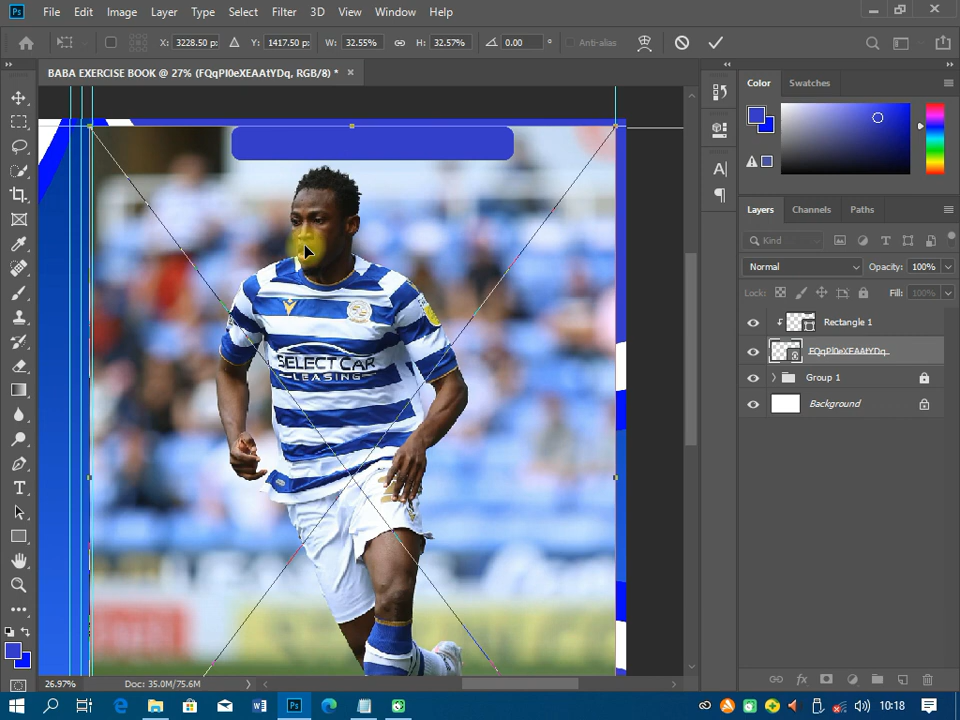 Ps File Edit Image Layer Type Select Filter 3D View Window Help
X: 3228.50 p: Y: 1417.50 p: W: 32.55% H: 32.57% 0.00 ° Anti-alias
BABA EXERCISE BOOK @ 27% (FQqPl0eXEAAtYDq, RGB/8) * ×
Color Swatches
Layers Channels Paths
Kind
Normal Opacity: 100%
Lock: Fill: 100%
Rectangle 1
FQqPl0eXEAAtYDq...
Group 1
Background
SELECT CAR
LEASING
26.97% Doc: 35.0M/75.6M
10:18